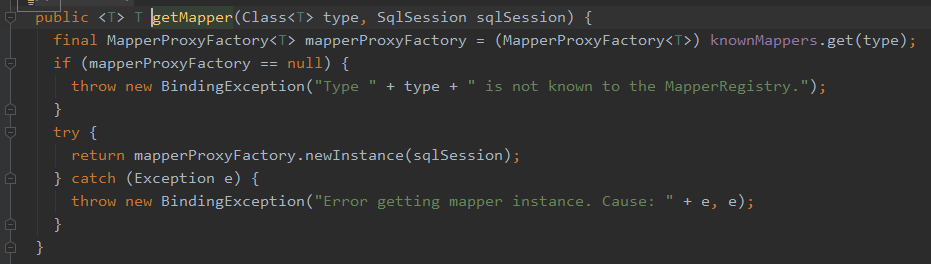 public <T> T getMapper(Class<T> type, SqlSession sqlSession) {
final MapperProxyFactory<T> mapperProxyFactory = (MapperProxyFactory<T>) knownMappers.get(type);
if (mapperProxyFactory == null) {
throw new BindingException("Type " + type + " is not known to the MapperRegistry.");
}
try {
return mapperProxyFactory.newInstance(sqlSession);
} catch (Exception e) {
throw new BindingException("Error getting mapper instance. Cause: " + e, e);
}
}